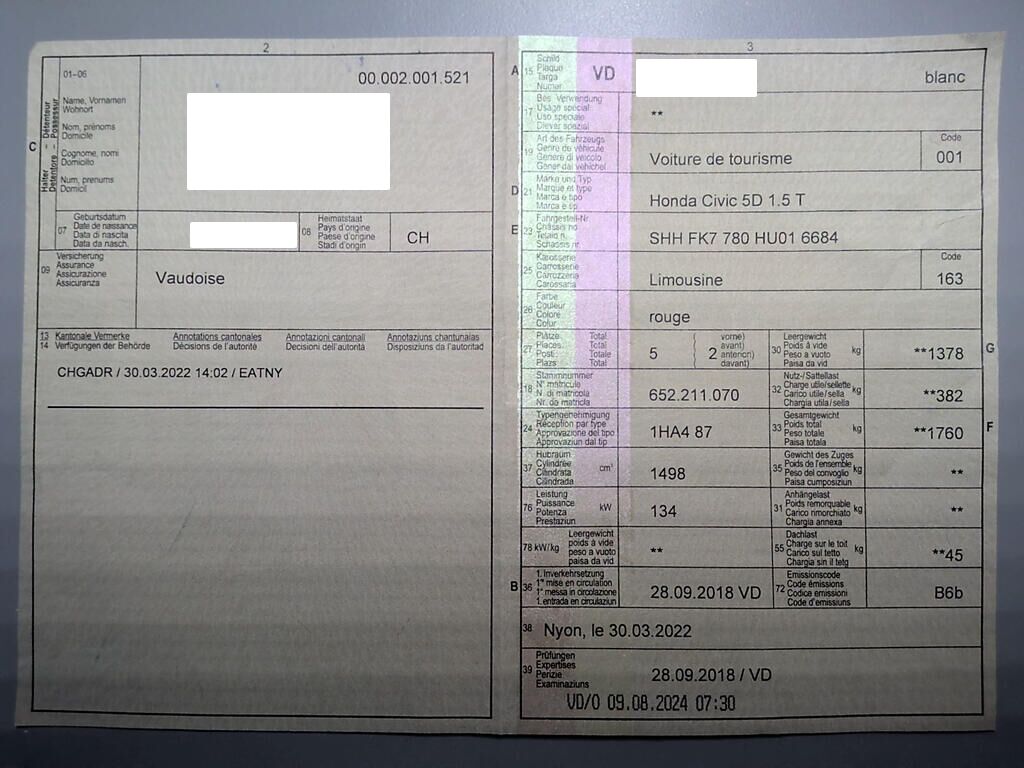 2
01-06
00.002.001.521
Halter – Détenteur
Detentore – Possessur
C
Name, Vornamen
Wohnort
Nom, prénoms
Domicile
Cognome, nomi
Domicilio
Num, prenums
Domicil
07
Geburtsdatum
Date de naissance
Data di nascita
Data da nasch.
08
Heimatstaat
Pays d'origine
Paese d'origine
Stadi d'origin
CH
09
Versicherung
Assurance
Assicurazione
Assicuranza
Vaudoise
13 Kantonale Vermerke Annotations cantonales Annotazioni cantonali Annotaziuns chantunalas
14 Verfügungen der Behörde Décisions de l'autorité Decisioni dell'autorità Disposiziuns da l'autoritad
CHGADR / 30.03.2022 14:02 / EATNY
3
A 15
Schild
Plaque
Targa
Numer
VD
blanc
17
Bes. Verwendung
Usage spécial
Uso speciale
Diever spezial
**
19
Art des Fahrzeugs
Genre de véhicule
Genere di veicolo
Gener dal vehichel
Voiture de tourisme
Code
001
D 21
Marke und Typ
Marque et type
Marca e tipo
Marca e tip
Honda Civic 5D 1.5 T
E 23
Fahrgestell-Nr.
Châssis no
Telaio n.
Schassis nr.
SHH FK7 780 HU01 6684
25
Karosserie
Carrosserie
Carrozzeria
Carossaria
Limousine
Code
163
26
Farbe
Couleur
Colore
Colur
rouge
27
Plätze Total
Places Total
Posti Totale
Plazs Total
5
vorne)
avant)
2 anteriori)
davant)
30
Leergewicht
Poids à vide
Peso a vuoto
Paisa da vid
kg
**1378
G
18
Stammnummer
N° matricule
N. di matricola
Nr. da matricla
652.211.070
32
Nutz-/Sattellast
Charge utile/sellette
Carico utile/sella
Chargia utila/sella
kg
**382
24
Typengenehmigung
Réception par type
Approvazione del tipo
Approvaziun dal tip
1HA4 87
33
Gesamtgewicht
Poids total
Peso totale
Paisa totala
kg
**1760
F
37
Hubraum
Cylindrée
Cilindrata
Cilindrada
cm³
1498
35
Gewicht des Zuges
Poids de l'ensemble
Peso del convoglio
Paisa cumposiziun
kg
**
76
Leistung
Puissance
Potenza
Prestaziun
kW
134
31
Anhängelast
Poids remorquable
Carico rimorchiato
Chargia annexa
kg
**
78 kW/kg
Leergewicht
poids à vide
peso a vuoto
paisa da vid
**
55
Dachlast
Charge sur le toit
Carico sul tetto
Chargia sin il tetg
kg
**45
B 36
1. Inverkehrsetzung
1re mise en circulation
1a messa in circolazione
1. entrada en circulaziun
28.09.2018 VD
72
Emissionscode
Code émissions
Codice emissioni
Code d'emissiuns
B6b
38
Nyon, le 30.03.2022
39
Prüfungen
Expertises
Perizie
Examinaziuns
28.09.2018 / VD
VD/O 09.08.2024 07:30